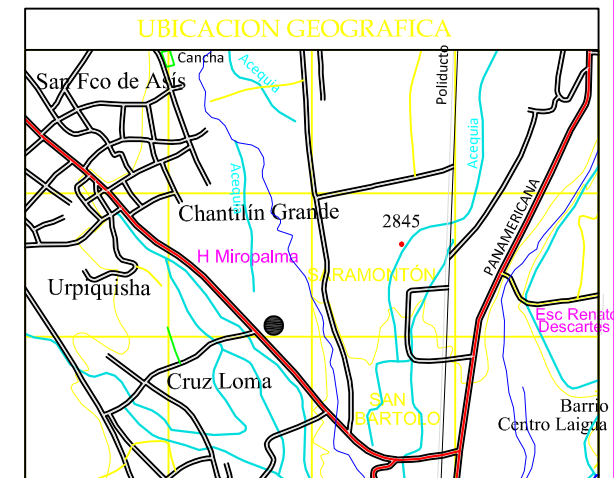 UBICACION GEOGRAFICA
Cancha
Acequia
Poliducto
San Fco de Asís
Acequia
Acequia
Chantilín Grande
2845
PANAMERICANA
H Miropalma
SARAMONTÓN
Urpiquisha
Esc Renato
Descartes
Cruz Loma
SAN
BARTOLO
Barrio
Centro Laigua